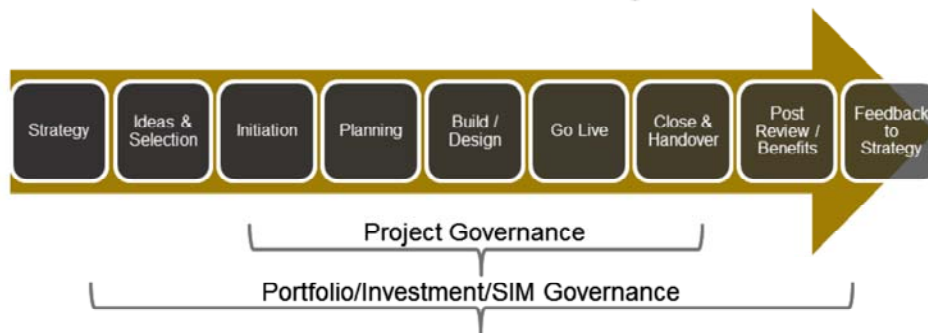 Strategy
Ideas &
Selection
Initiation
Planning
Build /
Design
Go Live
Close &
Handover
Post
Review /
Benefits
Feedback
to
Strategy
Project Governance
Portfolio/Investment/SIM Governance